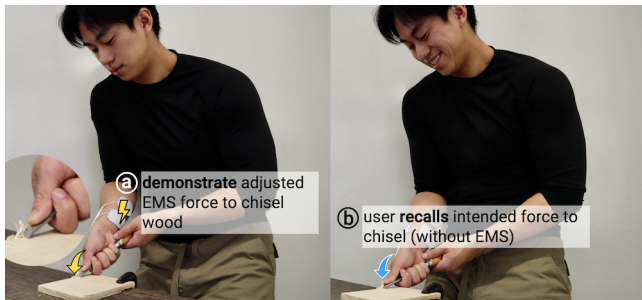 ⓐ demonstrate adjusted
EMS force to chisel
wood
ⓑ user recalls intended force to
chisel (without EMS)